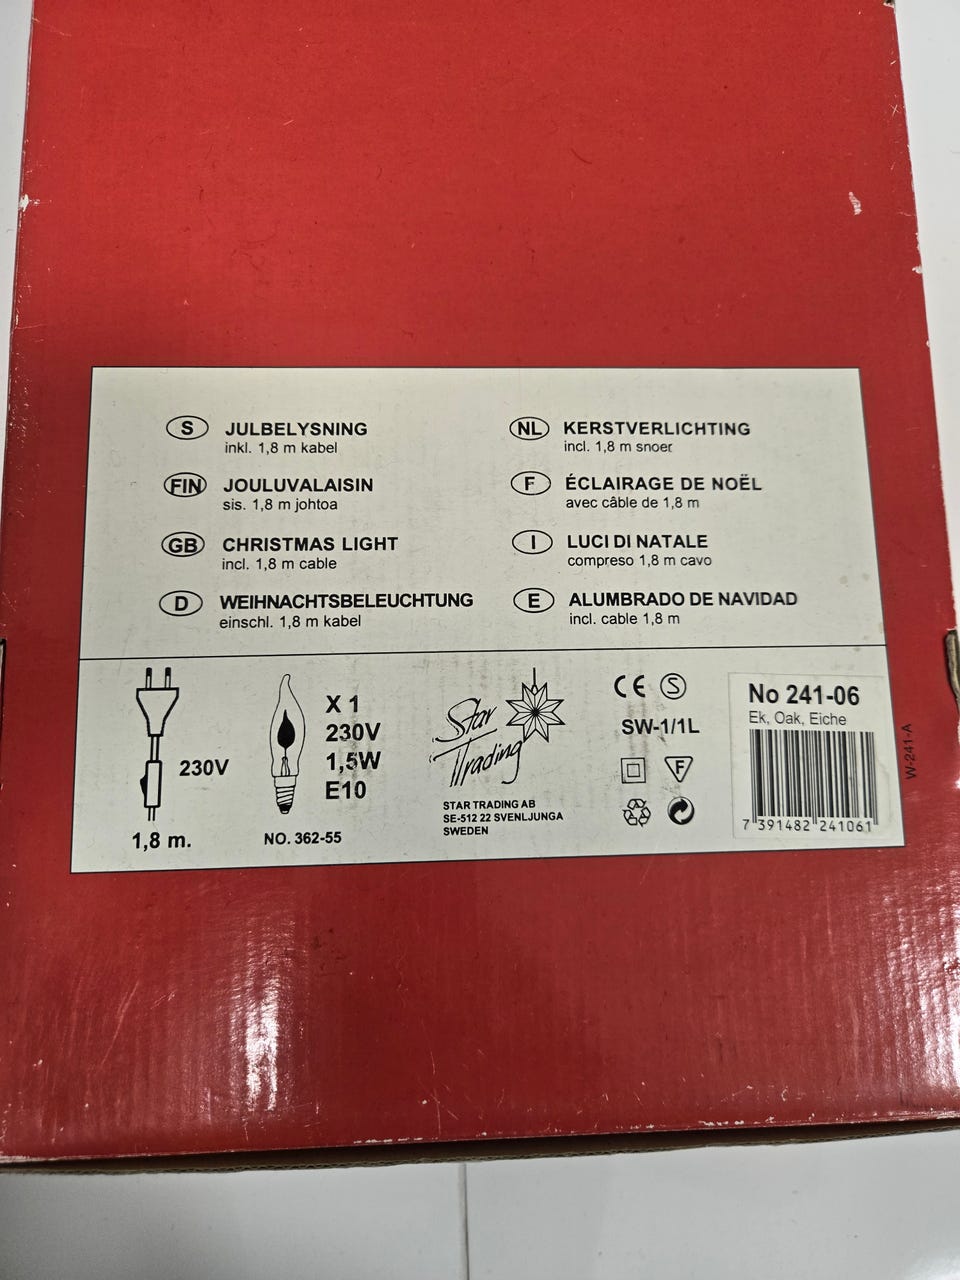 S JULBELYSNING
inkl. 1,8 m kabel
FIN JOULUVALAISIN
sis. 1,8 m johtoa
GB CHRISTMAS LIGHT
incl. 1,8 m cable
D WEIHNACHTSBELEUCHTUNG
einschl. 1,8 m kabel
NL KERSTVERLICHTING
incl. 1,8 m snoer
F ÉCLAIRAGE DE NOËL
avec câble de 1,8 m
I LUCI DI NATALE
compreso 1,8 m cavo
E ALUMBRADO DE NAVIDAD
incl. cable 1,8 m
230V
1,8 m.
X 1
230V
1,5W
E10
NO. 362-55
Star
Trading
STAR TRADING AB
SE-512 22 SVENLJUNGA
SWEDEN
CE S
SW-1/1L
F
No 241-06
Ek, Oak, Eiche
7 391482 241061
W-241-A